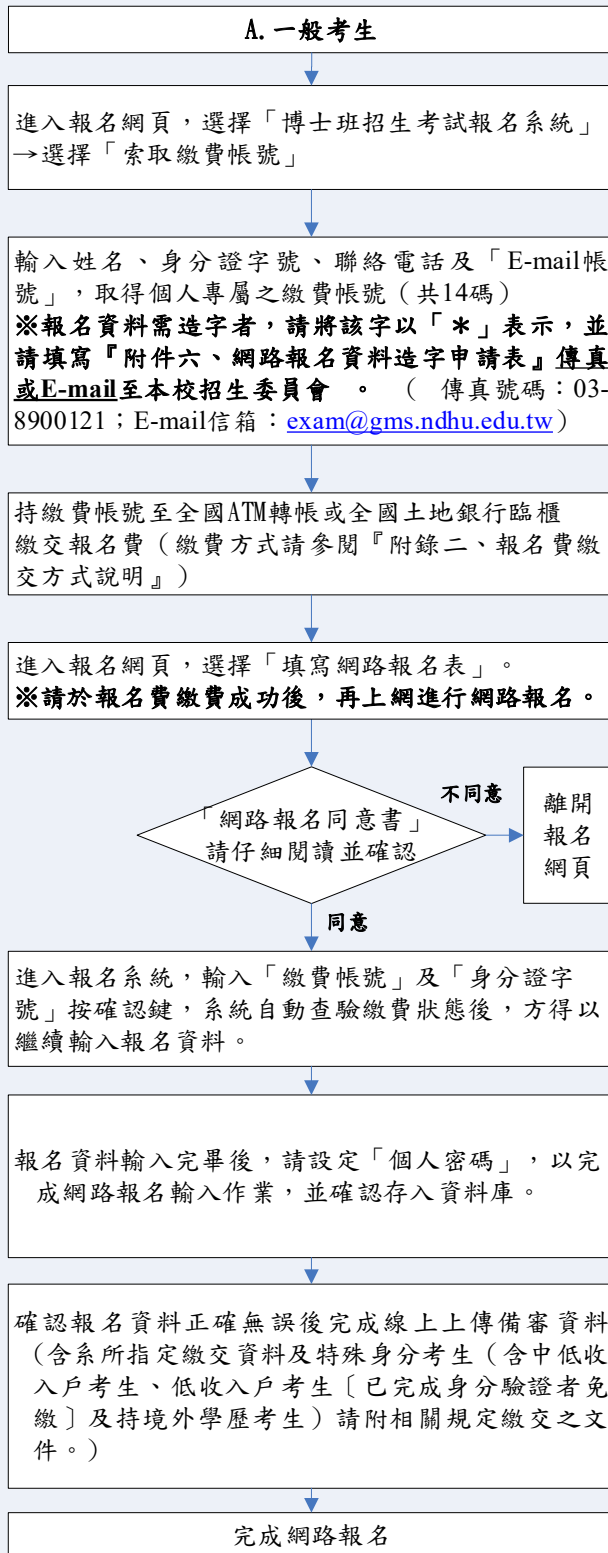 A.一般考生
進入報名網頁，選擇「博士班招生考試報名系統」
→選擇「索取繳費帳號」
輸入姓名、身分證字號、聯絡電話及「E-mail帳
號」，取得個人專屬之繳費帳號（共14碼）
※報名資料需造字者，請將該字以「＊」表示，並
請填寫『附件六、網路報名資料造字申請表』傳真
或E-mail至本校招生委員會 。 （ 傳真號碼：03-
8900121；E-mail信箱：exam@gms.ndhu.edu.tw）
持繳費帳號至全國ATM轉帳或全國土地銀行臨櫃
繳交報名費（繳費方式請參閱『附錄二、報名費繳
交方式說明』）
進入報名網頁，選擇「填寫網路報名表」。
※請於報名費繳費成功後，再上網進行網路報名。
「網路報名同意書」
請仔細閱讀並確認
不同意
離開
報名
網頁
同意
進入報名系統，輸入「繳費帳號」及「身分證字
號」按確認鍵，系統自動查驗繳費狀態後，方得以
繼續輸入報名資料。
報名資料輸入完畢後，請設定「個人密碼」，以完
成網路報名輸入作業，並確認存入資料庫。
確認報名資料正確無誤後完成線上上傳備審資料
（含系所指定繳交資料及特殊身分考生（含中低收
入戶考生、低收入戶考生〔已完成身分驗證者免
繳〕及持境外學歷考生）請附相關規定繳交之文
件。）
完成網路報名